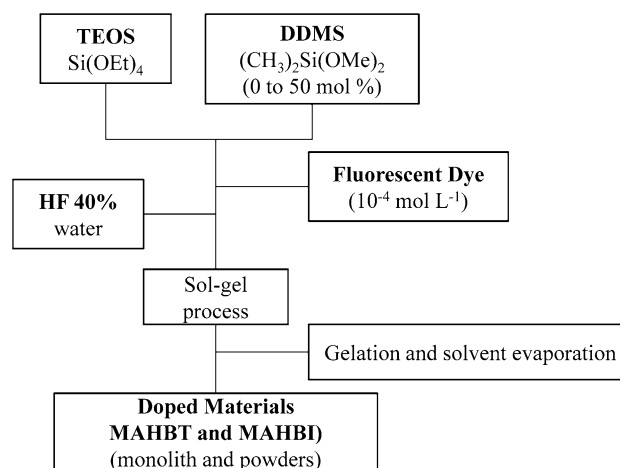 TEOS
Si(OEt)4
DDMS
(CH3)2Si(OMe)2
(0 to 50 mol %)
Fluorescent Dye
(10-4 mol L-1)
HF 40%
water
Sol-gel
process
Gelation and solvent evaporation
Doped Materials
MAHBT and MAHBI)
(monolith and powders)